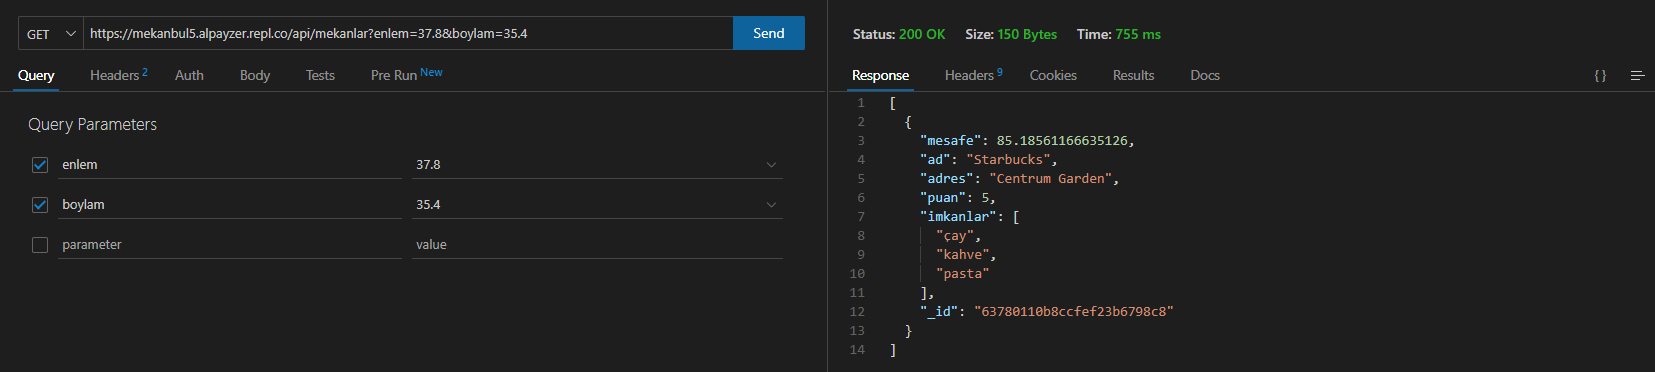 GET https://mekanbul5.alpayzer.repl.co/api/mekanlar?enlem=37.8&boylam=35.4 Send
Query Headers 2 Auth Body Tests Pre Run New
Query Parameters
enlem 37.8
boylam 35.4
parameter value
Status: 200 OK Size: 150 Bytes Time: 755 ms
Response Headers 9 Cookies Results Docs { }
1 [
2 {
3 "mesafe": 85.18561166635126,
4 "ad": "Starbucks",
5 "adres": "Centrum Garden",
6 "puan": 5,
7 "imkanlar": [
8 "çay",
9 "kahve",
10 "pasta"
11 ],
12 "_id": "63780110b8ccfef23b6798c8"
13 }
14 ]